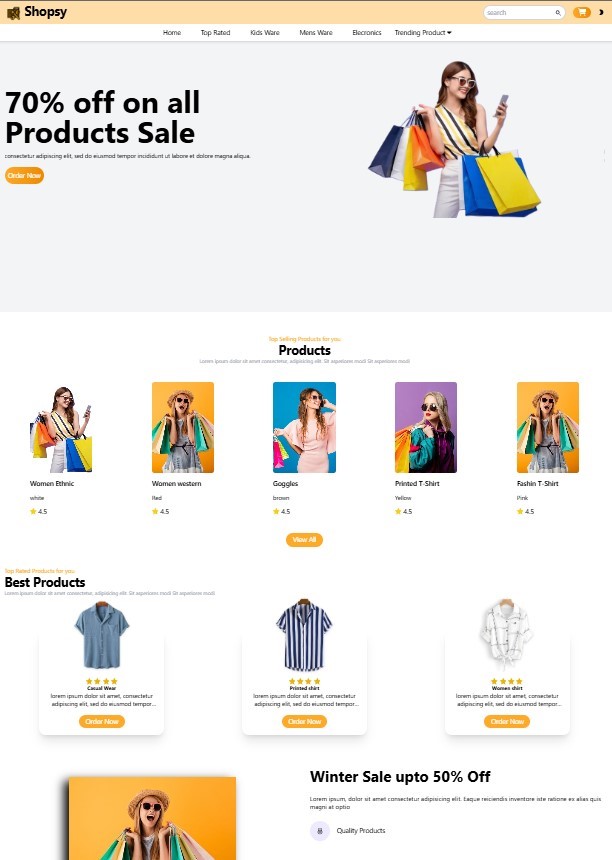 Shopsy
search
Home Top Rated Kids Ware Mens Ware Elecronics Trending Product
70% off on all
Products Sale
consectetur adipiscing elit, sed do eiusmod tempor incididunt ut labore et dolore magna aliqua.
Order Now
Top Selling Products for you
Products
Lorem ipsum dolor sit amet consectetur, adipisicing elit. Sit asperiores modi Sit asperiores modi
Women Ethnic Women western Goggles Printed T-Shirt Fashin T-Shirt
white Red brown Yellow Pink
4.5 4.5 4.5 4.5 4.5
View All
Top Rated Products for you
Best Products
Lorem ipsum dolor sit amet consectetur, adipisicing elit. Sit asperiores modi Sit asperiores modi
Casual Wear Printed shirt Women shirt
lorem ipsum dolor sit amet, consectetur lorem ipsum dolor sit amet, consectetur lorem ipsum dolor sit amet, consectetur
adipiscing elit, sed do eiusmod tempor... adipiscing elit, sed do eiusmod tempor... adipiscing elit, sed do eiusmod tempor...
Order Now Order Now Order Now
Winter Sale upto 50% Off
Lorem ipsum, dolor sit amet consectetur adipisicing elit. Eaque reiciendis inventore iste ratione ex alias quis
magni at optio
Quality Products